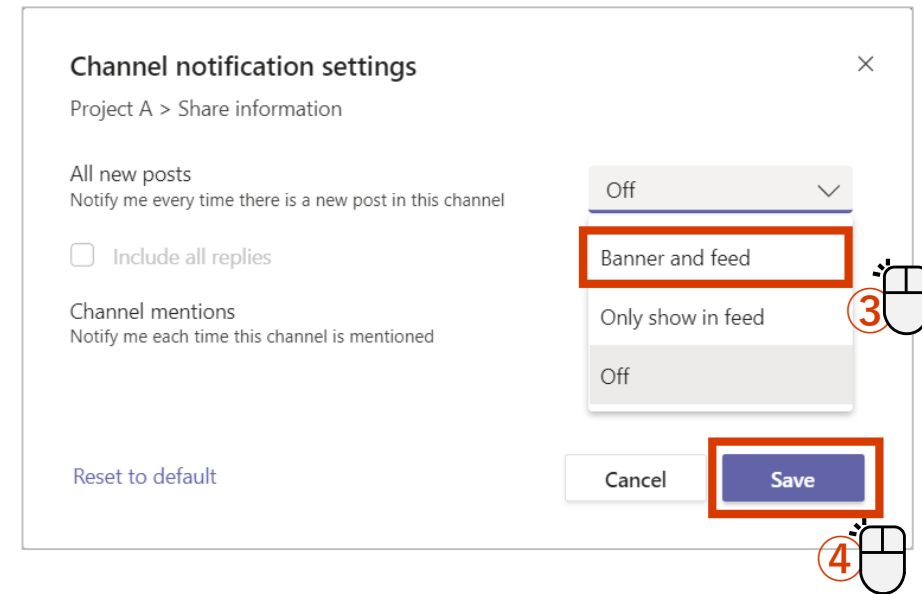 Channel notification settings
Project A > Share information
All new posts
Notify me every time there is a new post in this channel
Off
Include all replies
Banner and feed
③
Channel mentions
Notify me each time this channel is mentioned
Only show in feed
Off
Reset to default
Cancel
Save
④